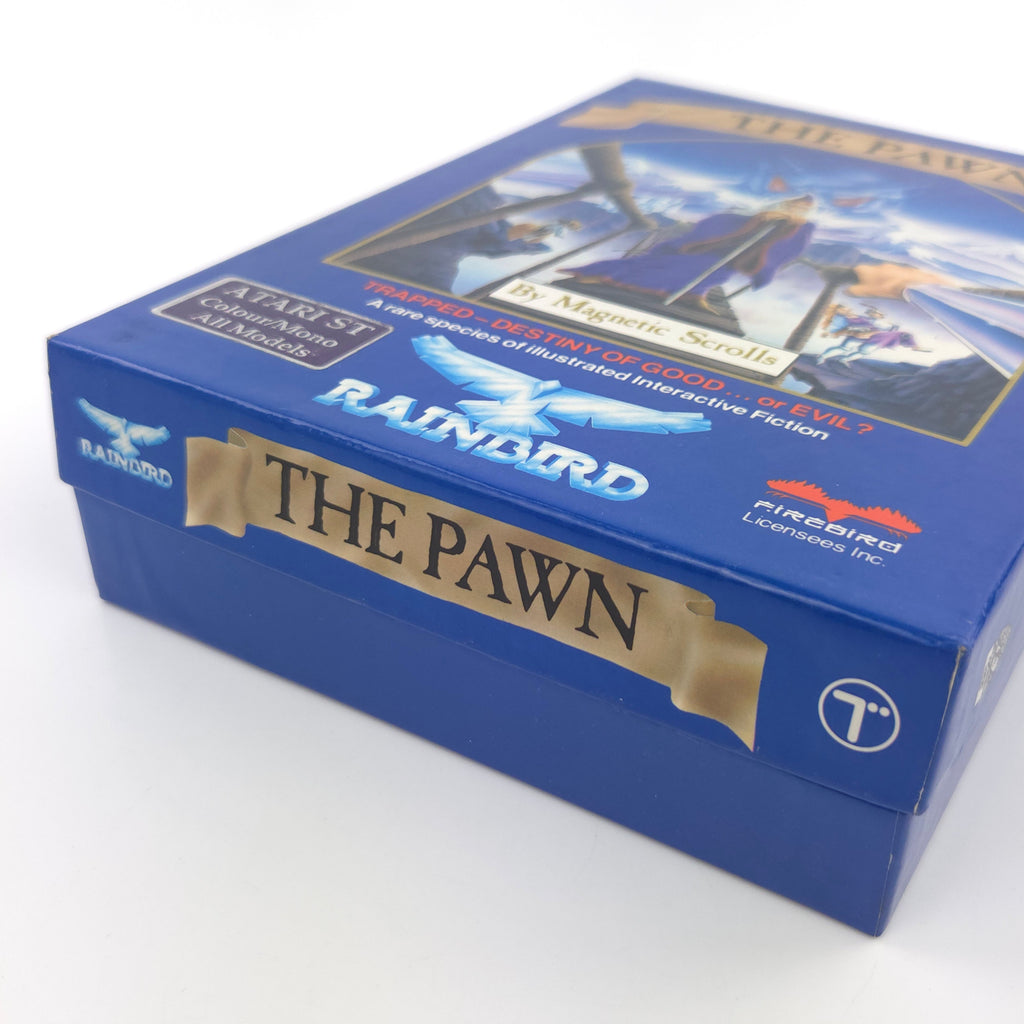 THE PAWN
By Magnetic Scrolls
TRAPPED – DESTINY OF GOOD... or EVIL?
A rare species of illustrated Interactive Fiction
ATARI ST
Colour/Mono
All Models
RAINBIRD
FIREBIRD
Licensees Inc.
RAINBIRD
THE PAWN
T